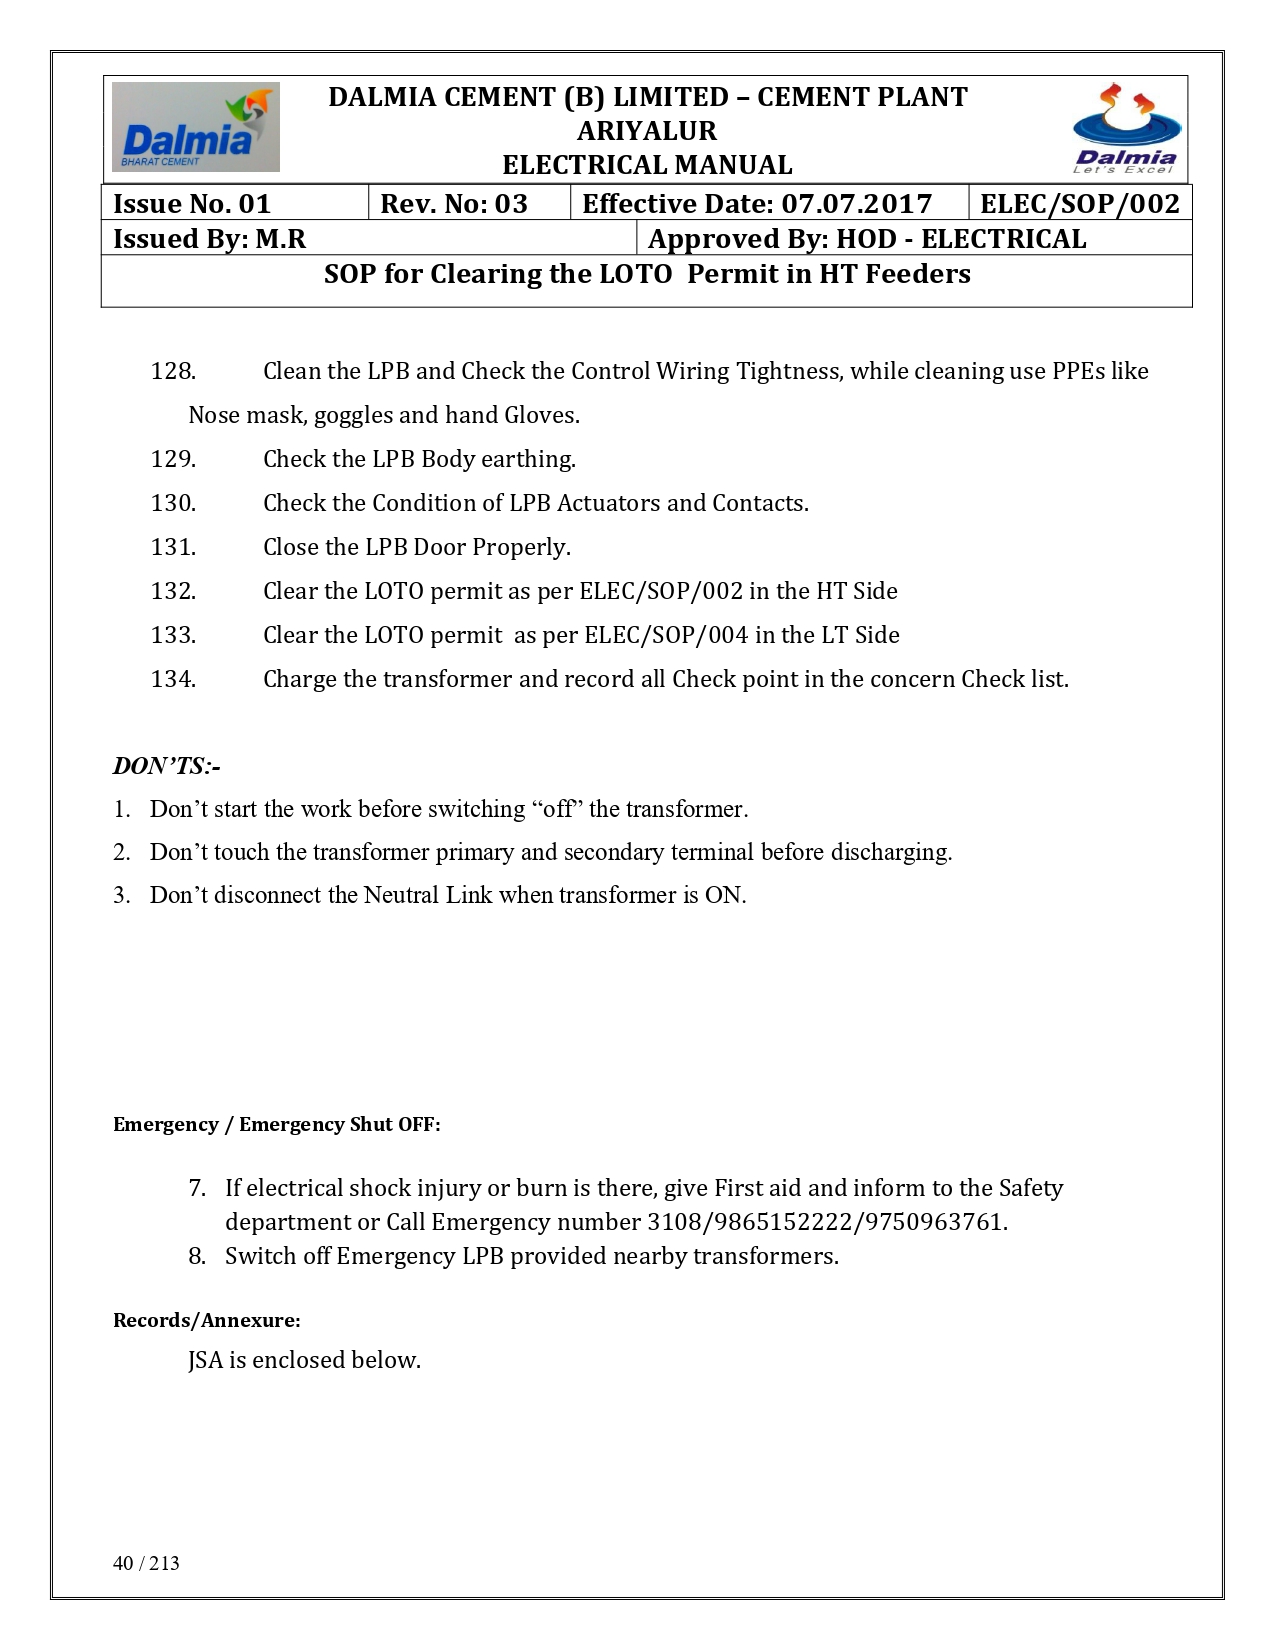 Dalmia
BHARAT CEMENT
DALMIA CEMENT (B) LIMITED – CEMENT PLANT
ARIYALUR
ELECTRICAL MANUAL
Dalmia
Let's Excel
Issue No. 01 Rev. No: 03 Effective Date: 07.07.2017 ELEC/SOP/002
Issued By: M.R Approved By: HOD - ELECTRICAL
SOP for Clearing the LOTO  Permit in HT Feeders
128. Clean the LPB and Check the Control Wiring Tightness, while cleaning use PPEs like
Nose mask, goggles and hand Gloves.
129. Check the LPB Body earthing.
130. Check the Condition of LPB Actuators and Contacts.
131. Close the LPB Door Properly.
132. Clear the LOTO permit as per ELEC/SOP/002 in the HT Side
133. Clear the LOTO permit  as per ELEC/SOP/004 in the LT Side
134. Charge the transformer and record all Check point in the concern Check list.
DON’TS:-
1. Don’t start the work before switching “off” the transformer.
2. Don’t touch the transformer primary and secondary terminal before discharging.
3. Don’t disconnect the Neutral Link when transformer is ON.
Emergency / Emergency Shut OFF:
7. If electrical shock injury or burn is there, give First aid and inform to the Safety
department or Call Emergency number 3108/9865152222/9750963761.
8. Switch off Emergency LPB provided nearby transformers.
Records/Annexure:
JSA is enclosed below.
40 / 213